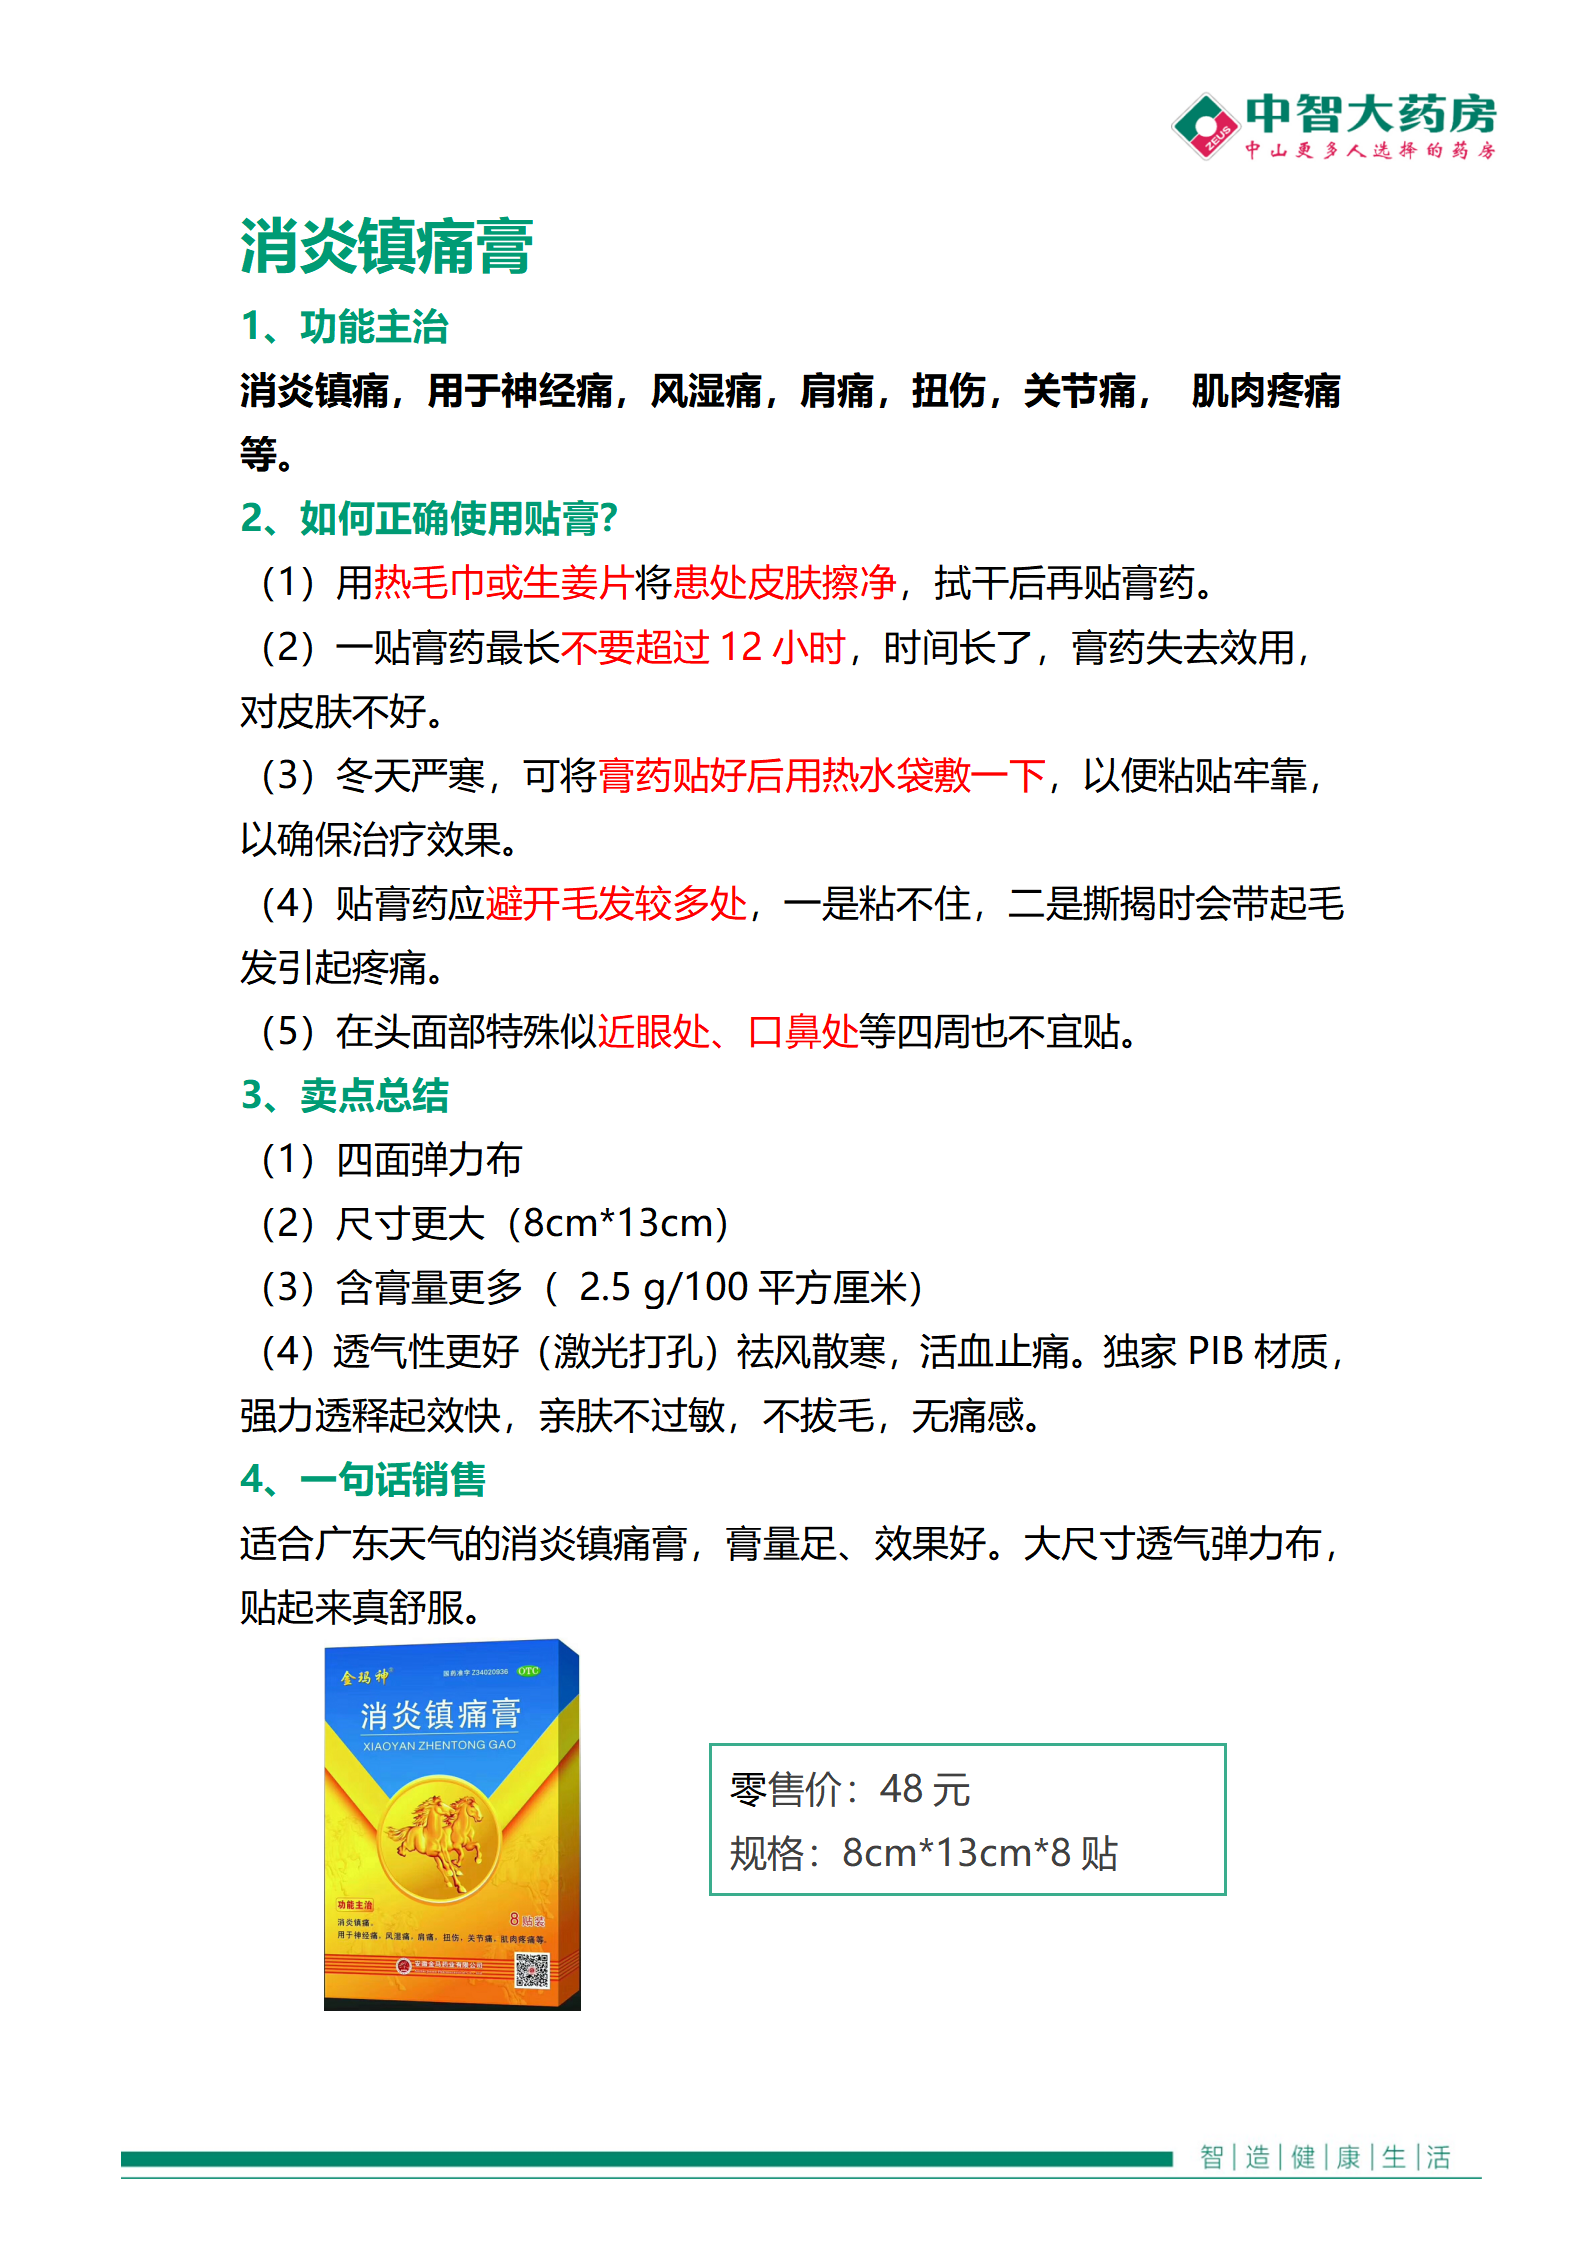 中智大药房
ZEUS
中山更多人选择的药房
消炎镇痛膏
1、功能主治
消炎镇痛，用于神经痛，风湿痛，肩痛，扭伤，关节痛， 肌肉疼痛
等。
2、如何正确使用贴膏？
（1）用热毛巾或生姜片将患处皮肤擦净，拭干后再贴膏药。
（2）一贴膏药最长不要超过 12 小时，时间长了，膏药失去效用，
对皮肤不好。
（3）冬天严寒，可将膏药贴好后用热水袋敷一下，以便粘贴牢靠，
以确保治疗效果。
（4）贴膏药应避开毛发较多处，一是粘不住，二是撕揭时会带起毛
发引起疼痛。
（5）在头面部特殊似近眼处、口鼻处等四周也不宜贴。
3、卖点总结
（1）四面弹力布
（2）尺寸更大（8cm*13cm）
（3）含膏量更多（ 2.5 g/100 平方厘米）
（4）透气性更好（激光打孔）祛风散寒，活血止痛。独家 PIB 材质，
强力透释起效快，亲肤不过敏，不拔毛，无痛感。
4、一句话销售
适合广东天气的消炎镇痛膏，膏量足、效果好。大尺寸透气弹力布，
贴起来真舒服。
金玛神®
国药准字 Z34020936 OTC
消炎镇痛膏
XIAOYAN ZHENTONG GAO
功能主治
8贴装
消炎镇痛。
用于神经痛，风湿痛，肩痛，扭伤，关节痛，肌肉疼痛等。
安徽金马药业有限公司
零售价：48 元
规格：8cm*13cm*8 贴
智|造|健|康|生|活